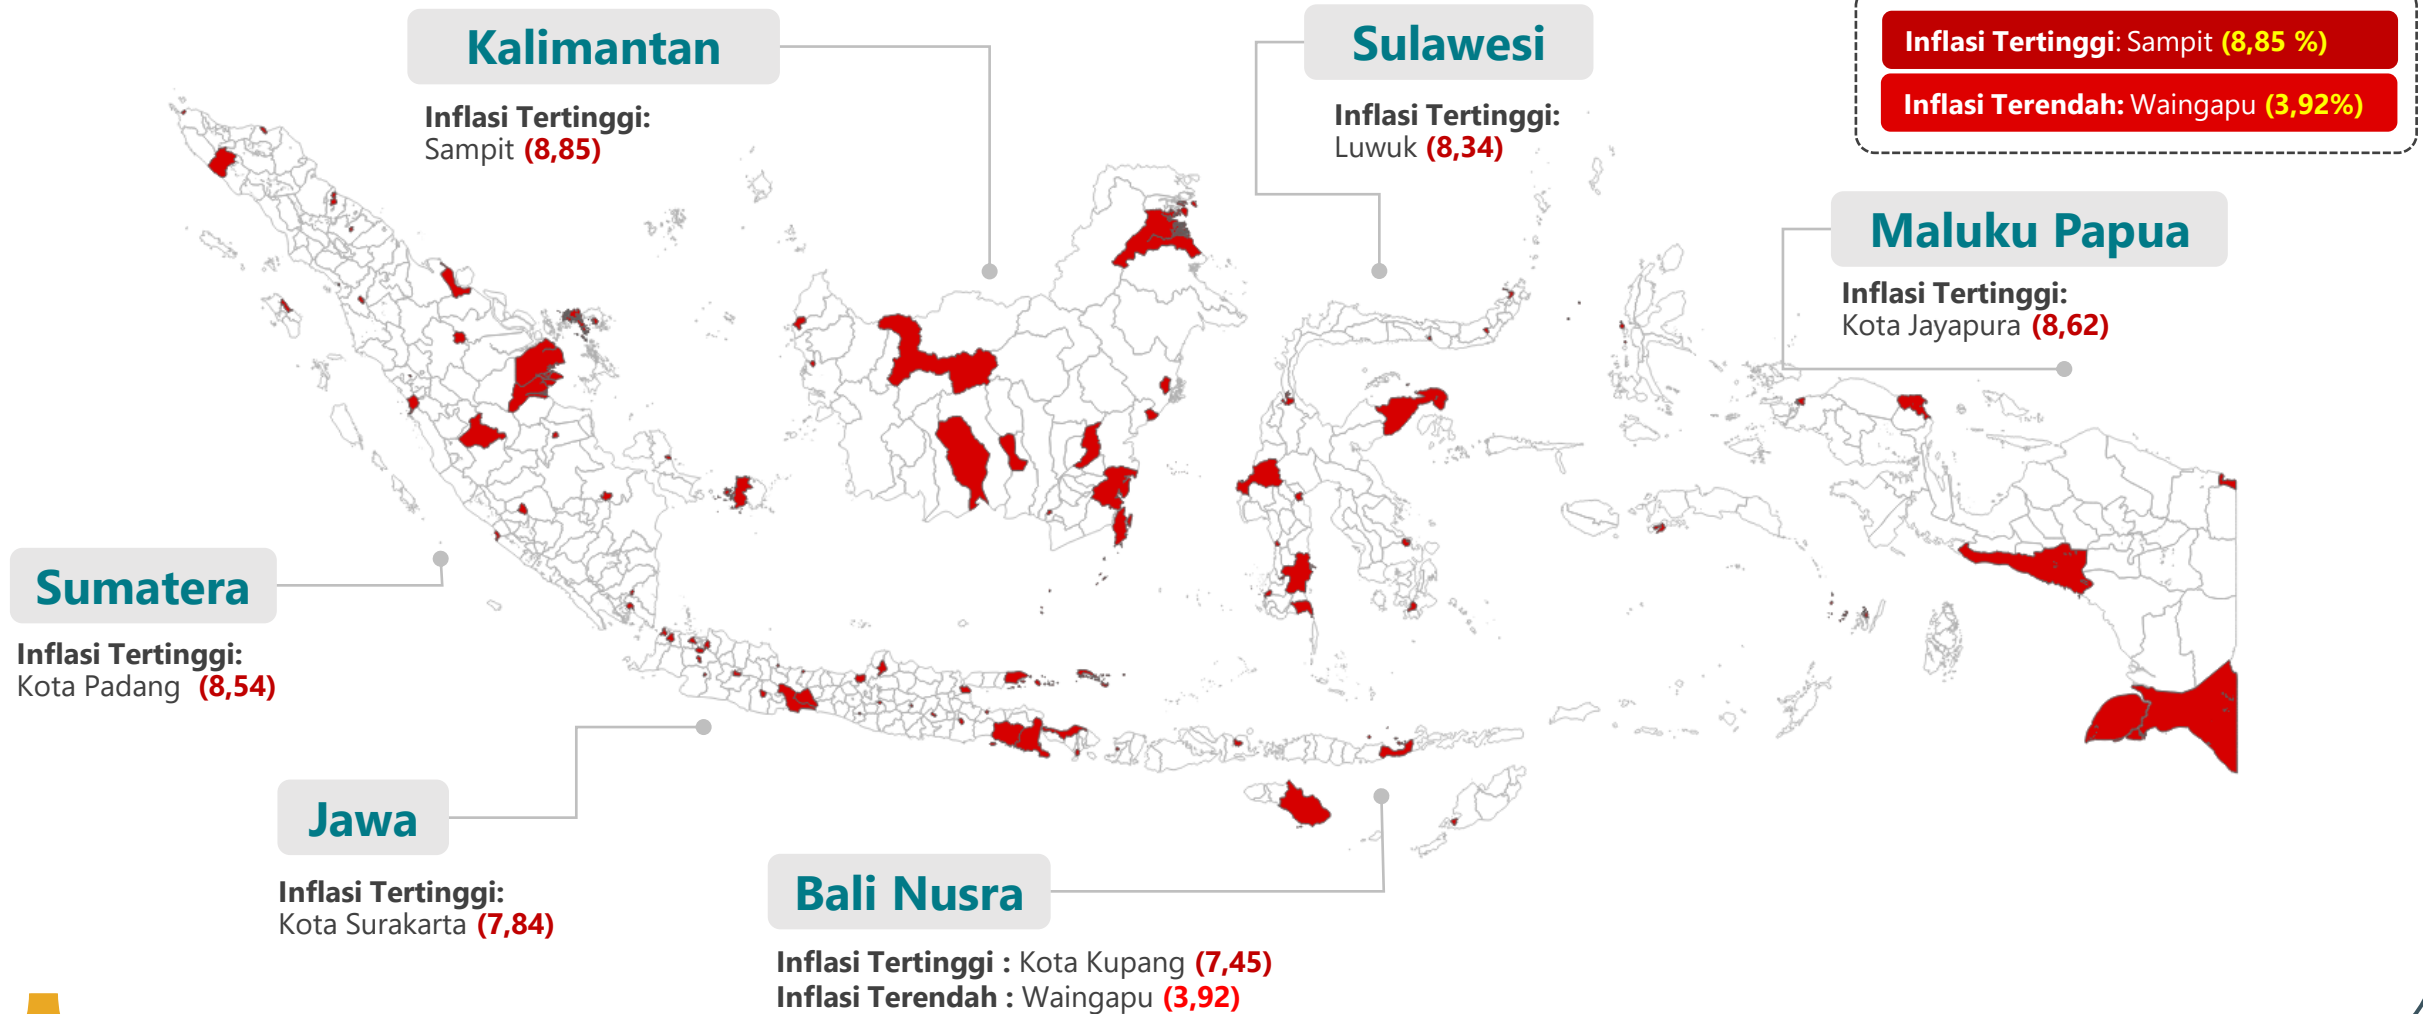 Kalimantan
Inflasi Tertinggi:
Sampit (8,85)
Sulawesi
Inflasi Tertinggi:
Luwuk (8,34)
Inflasi Tertinggi: Sampit (8,85 %)
Inflasi Terendah: Waingapu (3,92%)
Maluku Papua
Inflasi Tertinggi:
Kota Jayapura (8,62)
Sumatera
Inflasi Tertinggi:
Kota Padang (8,54)
Jawa
Inflasi Tertinggi:
Kota Surakarta (7,84)
Bali Nusra
Inflasi Tertinggi : Kota Kupang (7,45)
Inflasi Terendah : Waingapu (3,92)